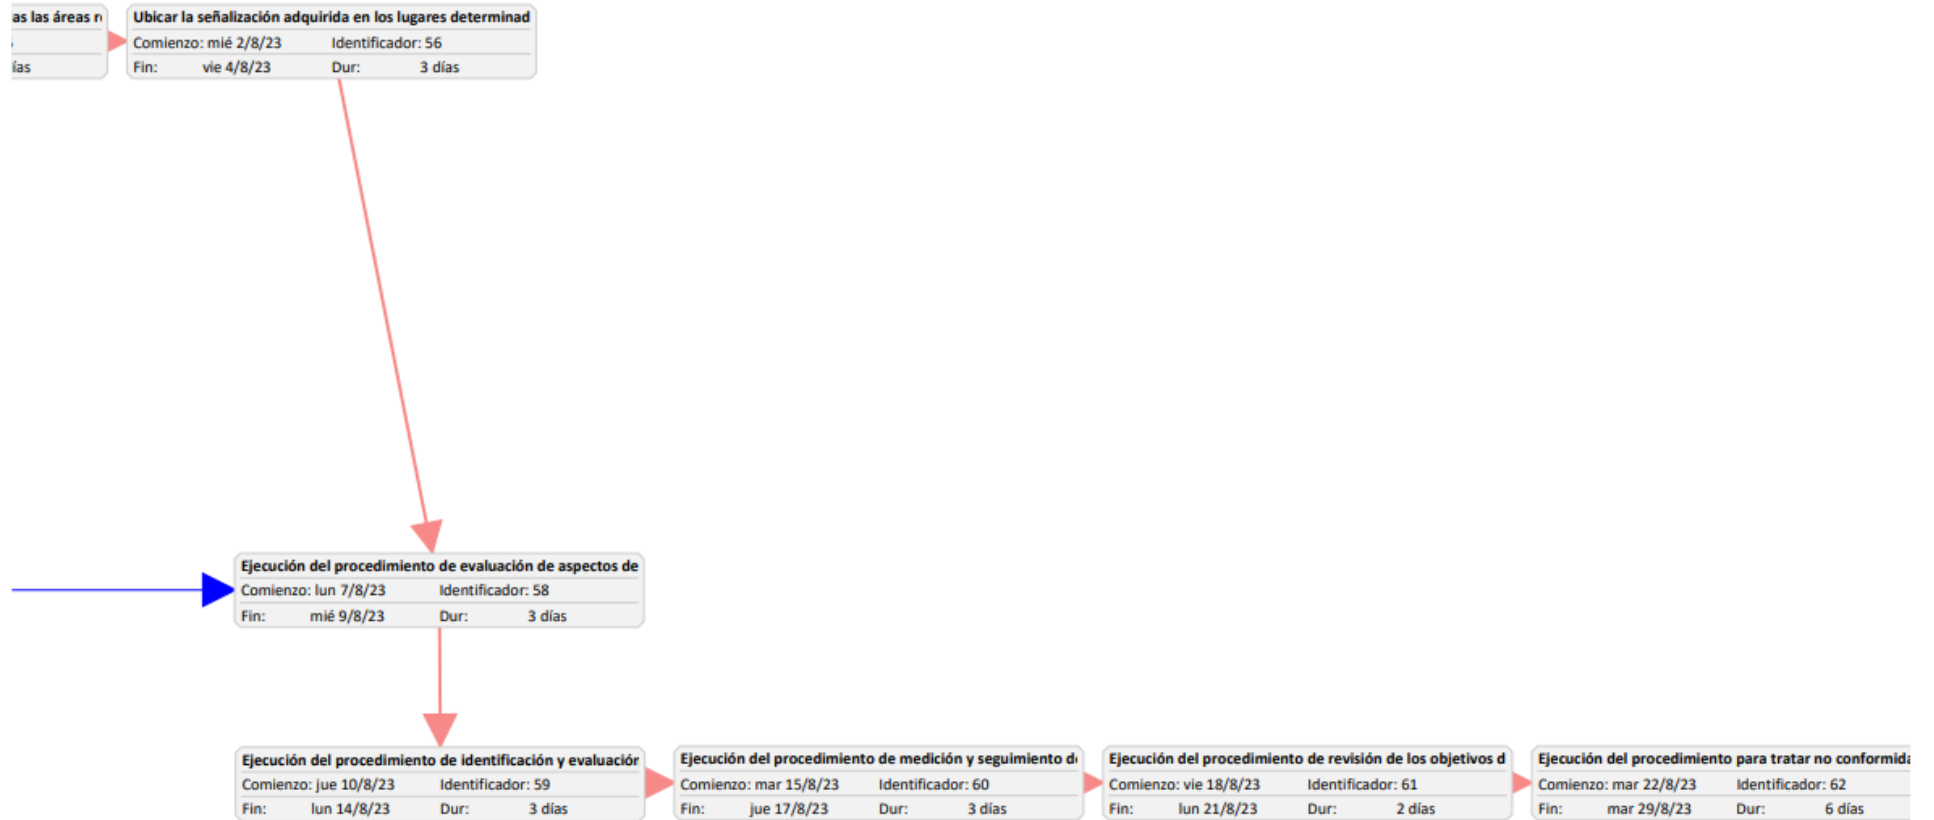 as las áreas
Ubicar la señalización adquirida en los lugares determinad
Comienzo: mié 2/8/23 Identificador: 56
ías
Fin: vie 4/8/23 Dur: 3 días
Ejecución del procedimiento de evaluación de aspectos de
Comienzo: lun 7/8/23 Identificador: 58
Fin: mié 9/8/23 Dur: 3 días
Ejecución del procedimiento de identificación y evaluación
Comienzo: jue 10/8/23 Identificador: 59
Fin: lun 14/8/23 Dur: 3 días
Ejecución del procedimiento de medición y seguimiento d
Comienzo: mar 15/8/23 Identificador: 60
Fin: jue 17/8/23 Dur: 3 días
Ejecución del procedimiento de revisión de los objetivos d
Comienzo: vie 18/8/23 Identificador: 61
Fin: lun 21/8/23 Dur: 2 días
Ejecución del procedimiento para tratar no conformida
Comienzo: mar 22/8/23 Identificador: 62
Fin: mar 29/8/23 Dur: 6 días